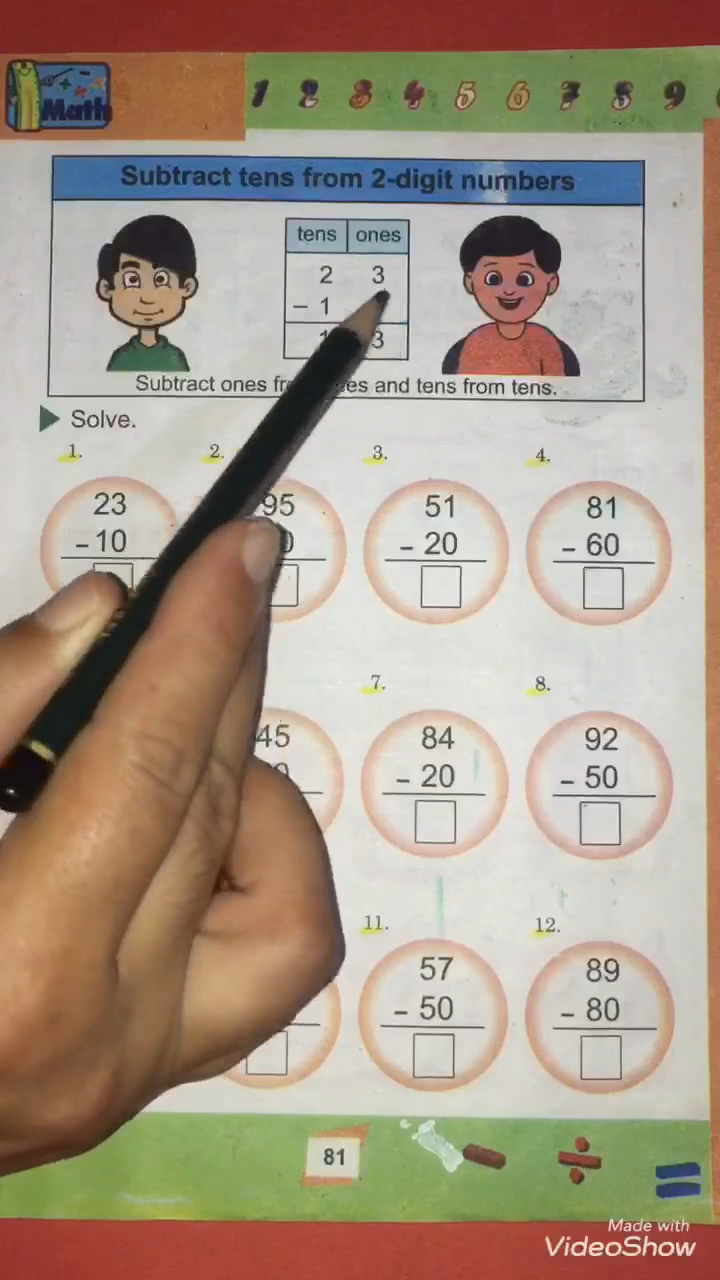 Math
1 2 3 4 5 6 7 8 9
Subtract tens from 2-digit numbers
tens ones
2 3
- 1
3
Subtract ones and tens from tens.
Solve.
1. 2. 3. 4.
23 95 51 81
- 10 0 - 20 - 60
7. 8.
45 84 92
- 20 - 50
11. 12.
57 89
- 50 - 80
81
Made with
VideoShow